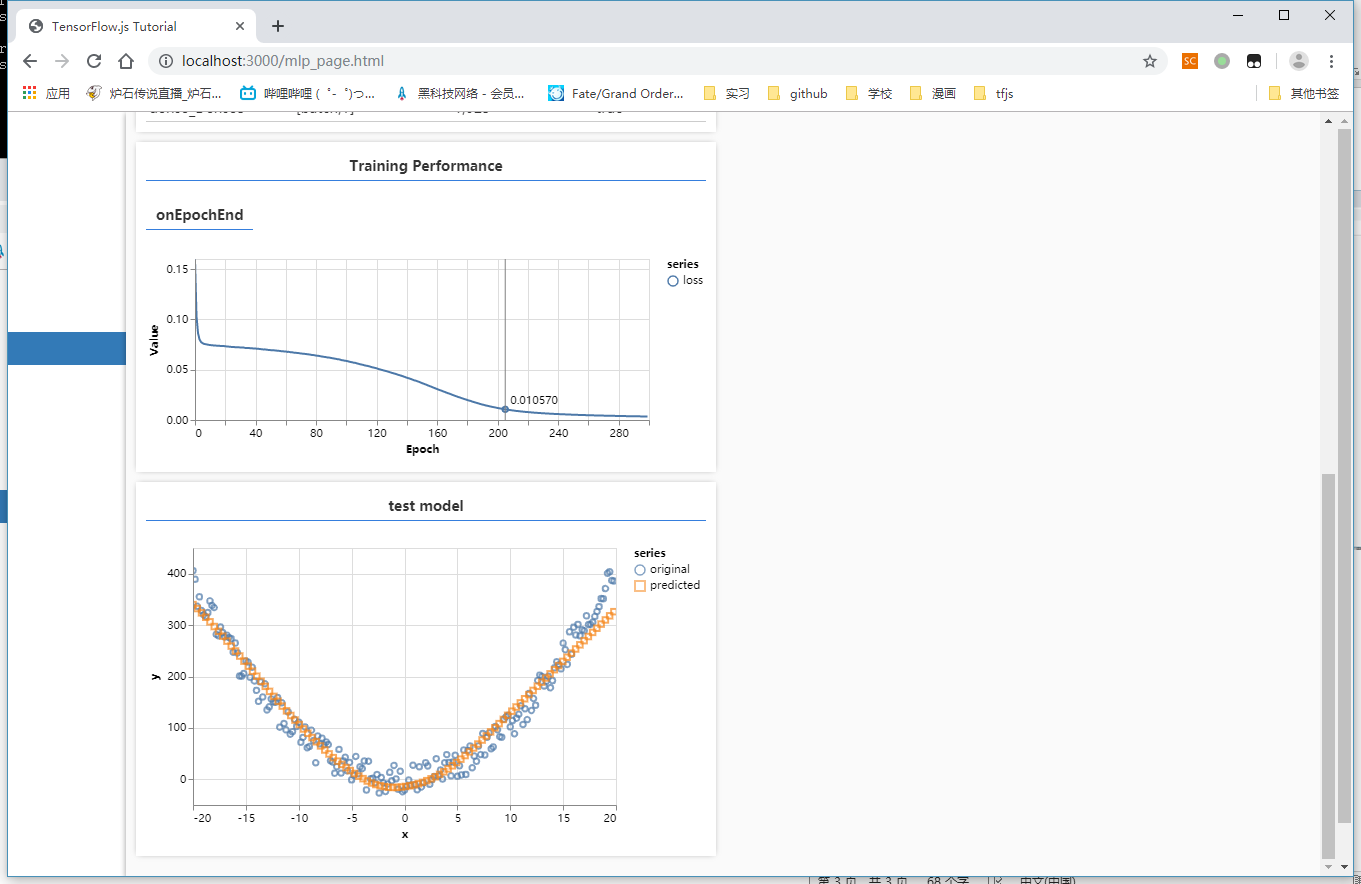 TensorFlow.js Tutorial
localhost:3000/mlp_page.html
应用 炉石传说直播_炉石... 哔哩哔哩 ( ゜- ゜)つ... 黑科技网络 - 会员... Fate/Grand Order... 实习 github 学校 漫画 tfjs 其他书签
Training Performance
onEpochEnd
series
loss
Value
0.15
0.10
0.05
0.00
0.010570
0 40 80 120 160 200 240 280
Epoch
test model
series
original
predicted
y
400
300
200
100
0
-20 -15 -10 -5 0 5 10 15 20
x